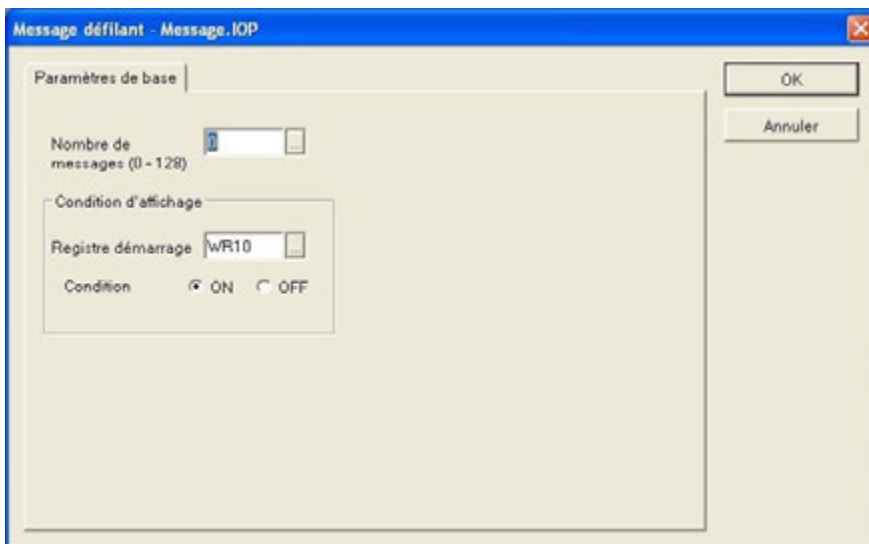 Message défilant - Message.IOP
Paramètres de base
OK
Annuler
Nombre de messages (0 - 128)
0
...
Condition d'affichage
Registre démarrage WR10 ...
Condition ON OFF